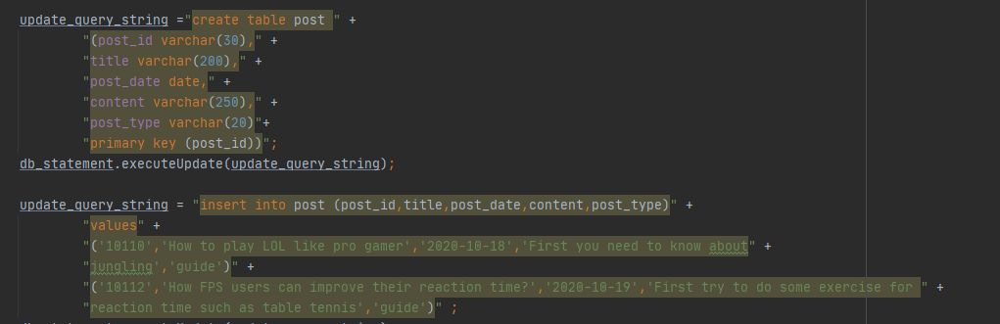 update_query_string ="create table post " +
"(post_id varchar(30)," +
"title varchar(200)," +
"post_date date," +
"content varchar(250)," +
"post_type varchar(20)"+
"primary key (post_id))";
db_statement.executeUpdate(update_query_string);
update_query_string = "insert into post (post_id,title,post_date,content,post_type)" +
"values" +
"('10110','How to play LOL like pro gamer','2020-10-18','First you need to know about" +
"jungling','guide')" +
"('10112','How FPS users can improve their reaction time?','2020-10-19','First try to do some exercise for " +
"reaction time such as table tennis','guide')" ;